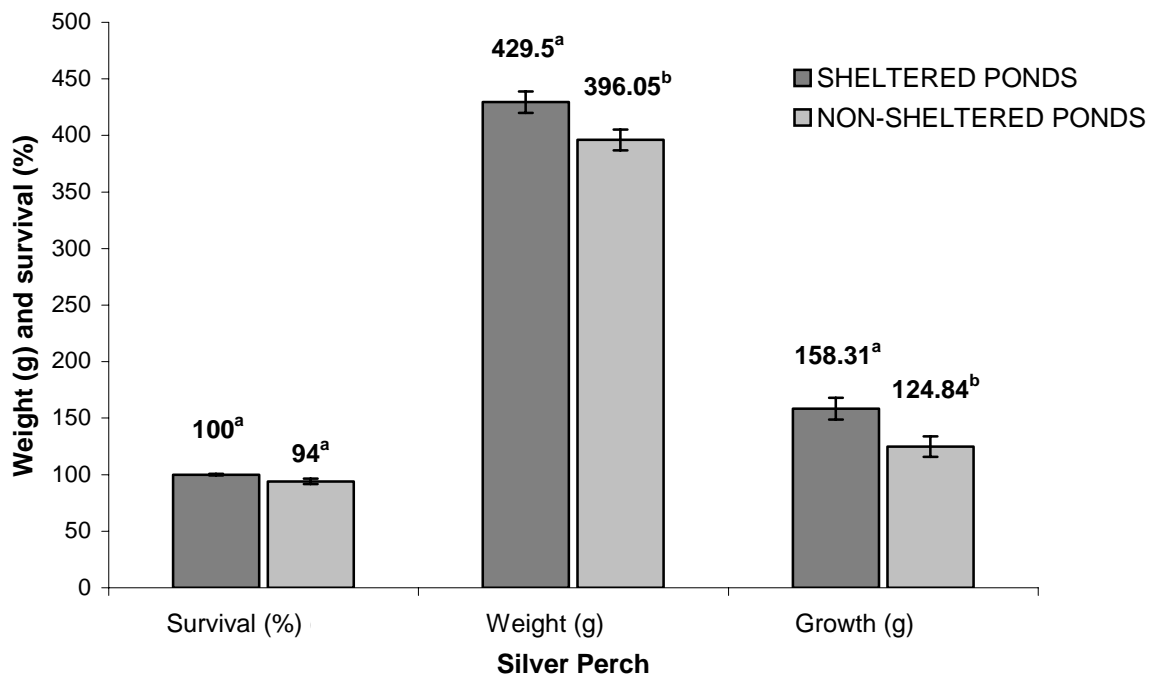 500
450
400
350
300
250
200
150
100
50
0
Weight (g) and survival (%)
100ᵃ
94ᵃ
429.5ᵃ
396.05ᵇ
158.31ᵃ
124.84ᵇ
SHELTERED PONDS
NON-SHELTERED PONDS
Survival (%)
Weight (g)
Growth (g)
Silver Perch